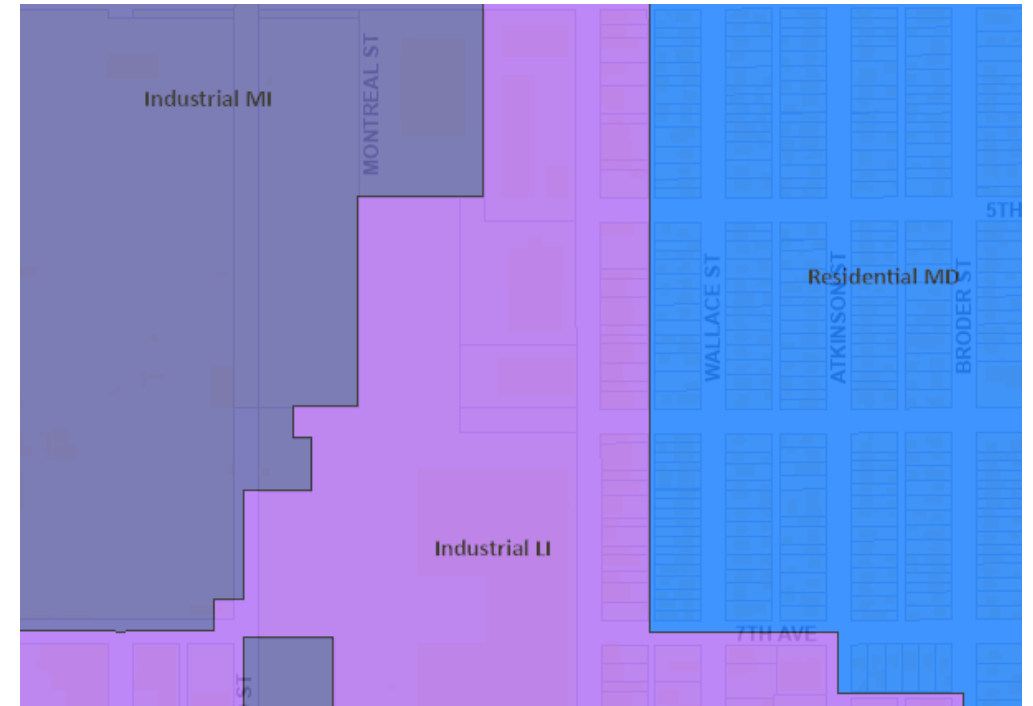 MONTREAL ST
Industrial MI
5TH
WALLACE ST
ATKINSON ST
Residential MD
BRODER ST
Industrial LI
7TH AVE
ST